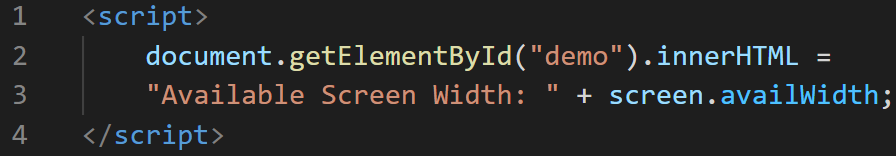 1 <script>
2 document.getElementById("demo").innerHTML =
3 "Available Screen Width: " + screen.availWidth;
4 </script>